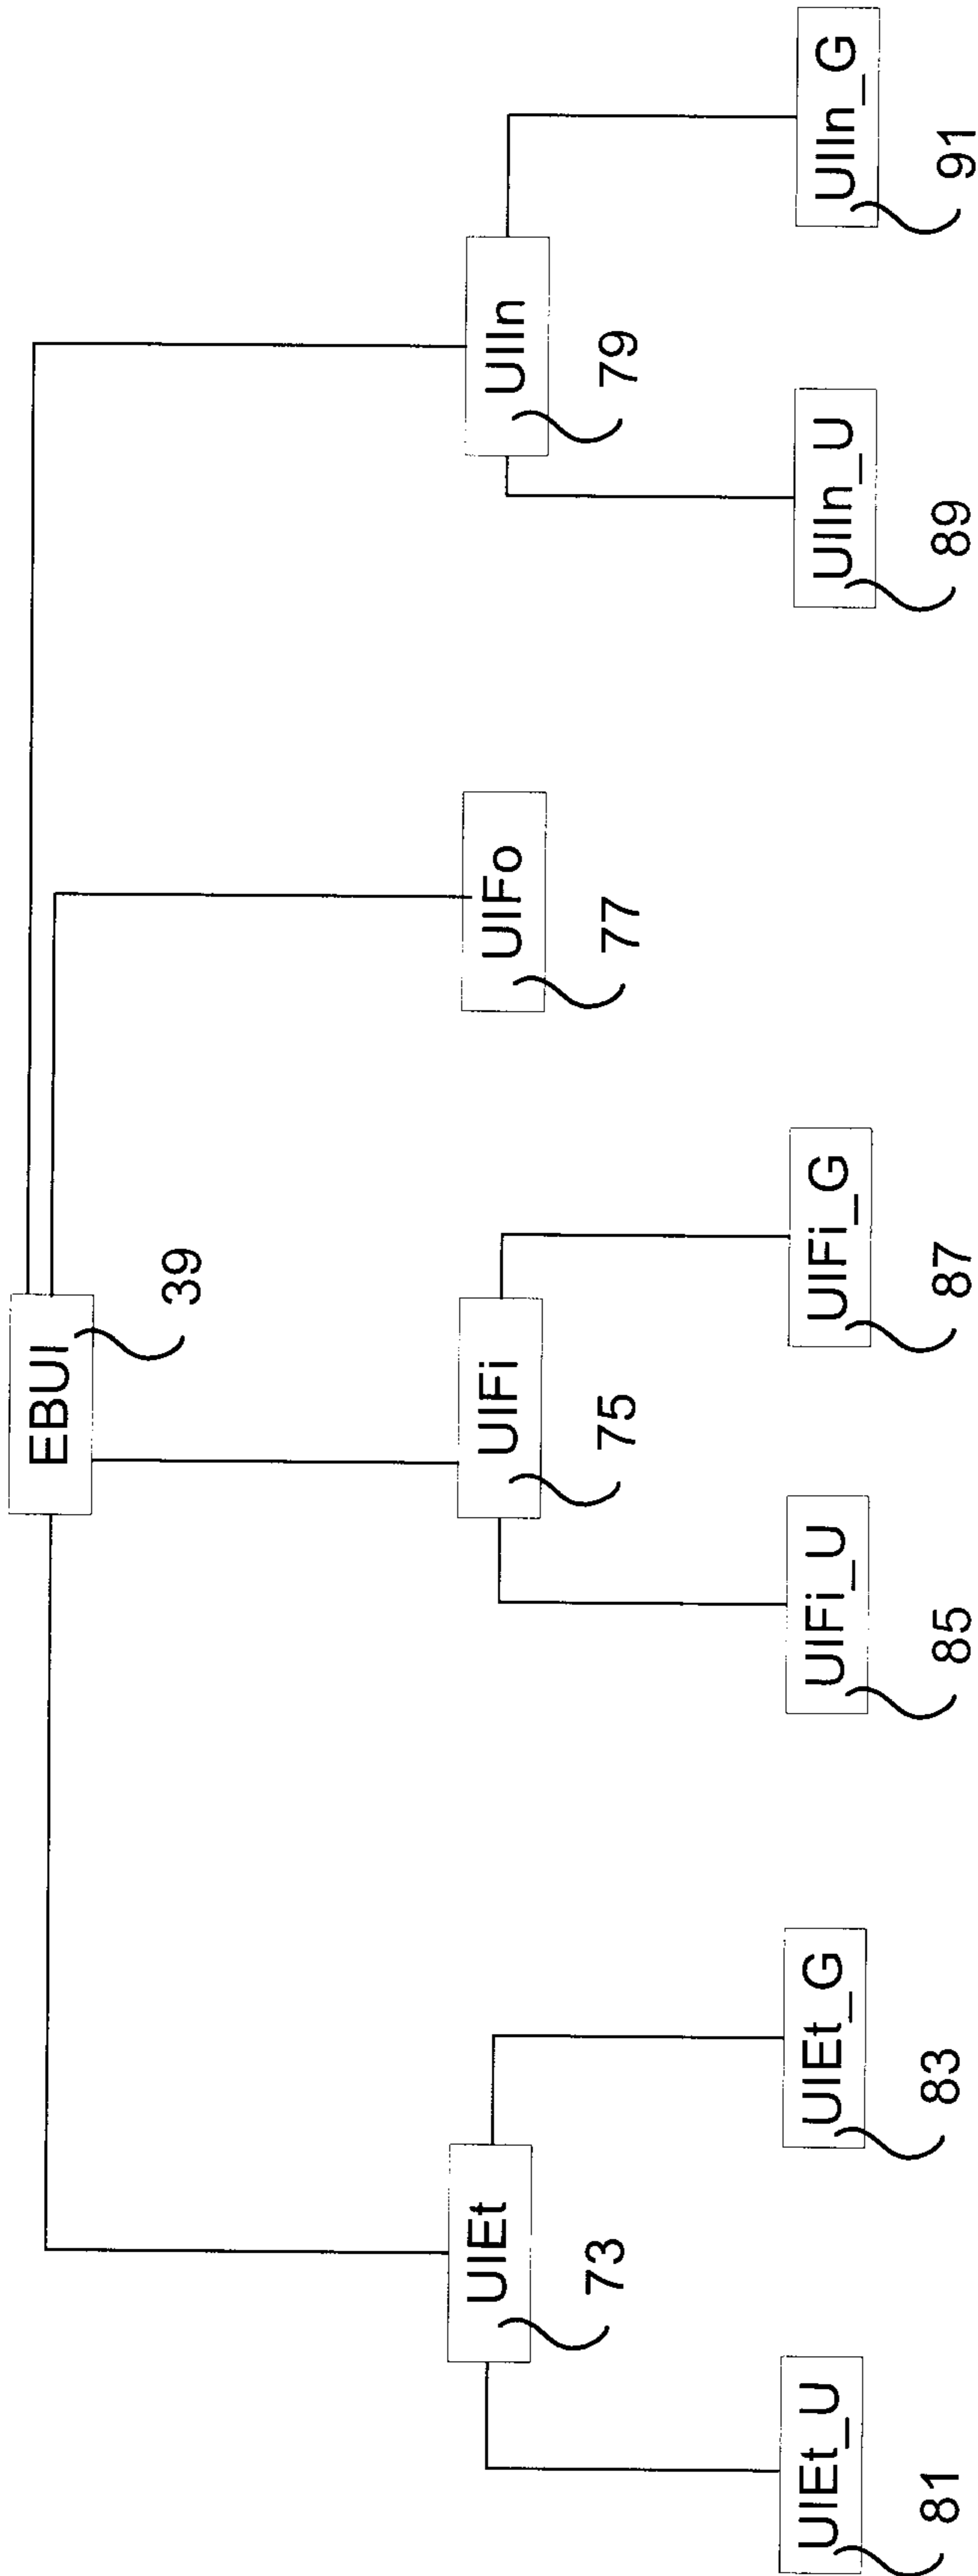 EBUI
39
UIEt
73
UIFi
75
UIFo
77
UIIn
79
UIEt_U
81
UIEt_G
83
UIFi_U
85
UIFi_G
87
UIIn_U
89
UIIn_G
91